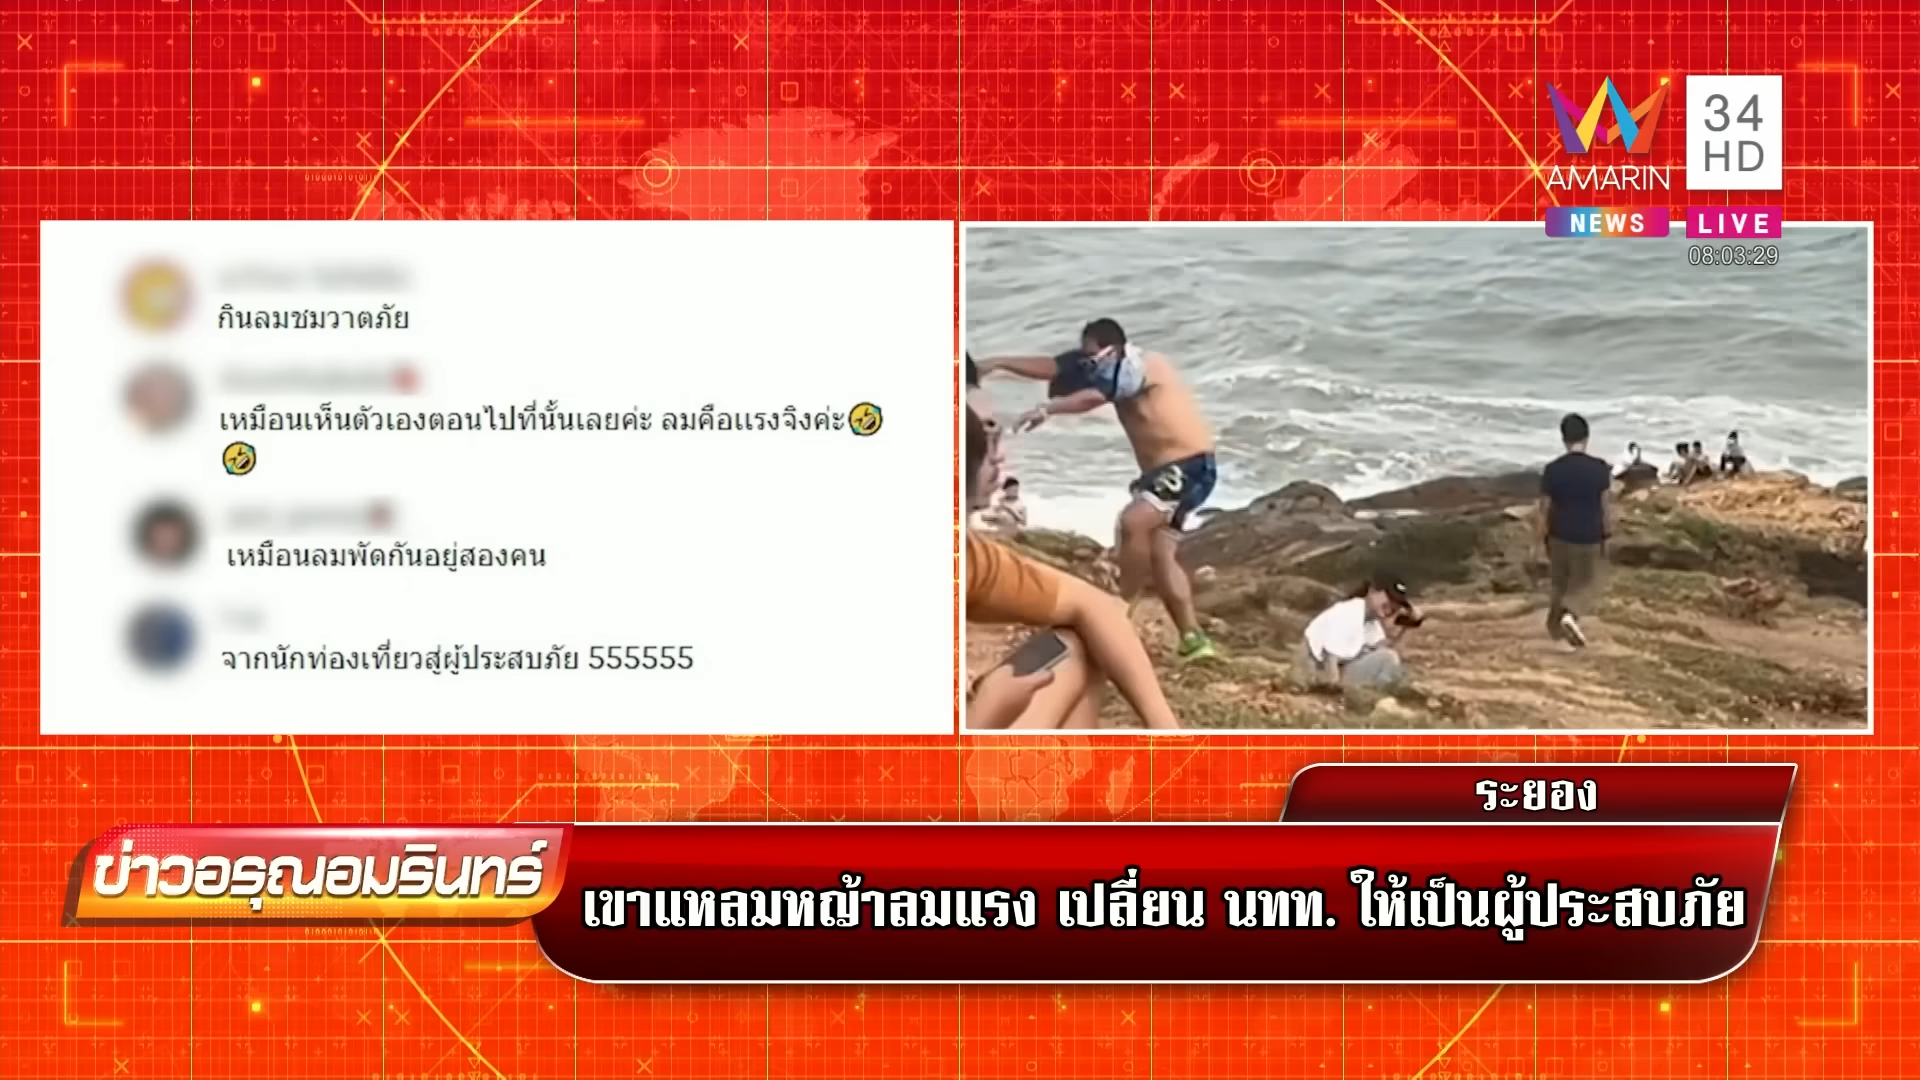 AMARIN
34
HD
NEWS
LIVE
08:03:29
กินลมชมวาตภัย
เหมือนเห็นตัวเองตอนไปที่นั้นเลยค่ะ ลมคือแรงจิงค่ะ🤣
🤣
เหมือนลมพัดกันอยู่สองคน
จากนักท่องเที่ยวสู่ผู้ประสบภัย 555555
ระยอง
ข่าวอรุณอมรินทร์
เขาแหลมหญ้าลมแรง เปลี่ยน นทท. ให้เป็นผู้ประสบภัย